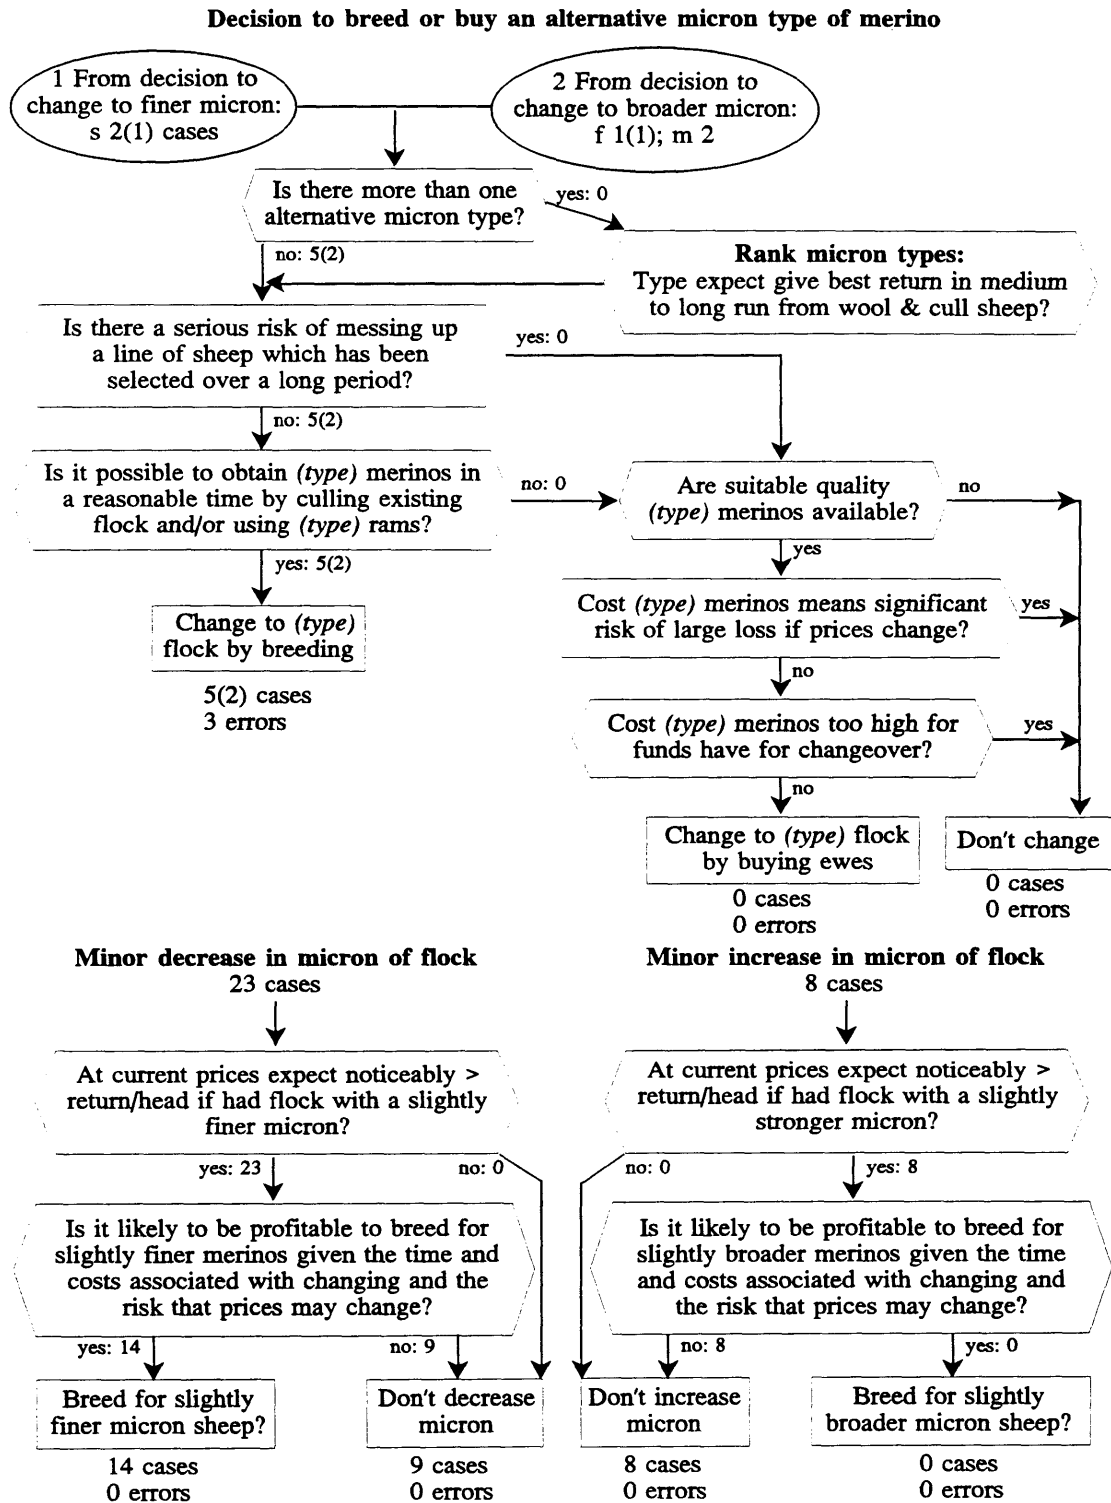 Decision to breed or buy an alternative micron type of merino
1 From decision to
change to finer micron:
s 2(1) cases
2 From decision to
change to broader micron:
f 1(1); m 2
Is there more than one
alternative micron type?
yes: 0
no: 5(2)
Rank micron types:
Type expect give best return in medium
to long run from wool & cull sheep?
Is there a serious risk of messing up
a line of sheep which has been
selected over a long period?
yes: 0
no: 5(2)
Is it possible to obtain (type) merinos in
a reasonable time by culling existing
flock and/or using (type) rams?
no: 0
Are suitable quality
(type) merinos available?
no
yes
yes: 5(2)
Change to (type)
flock by breeding
5(2) cases
3 errors
Cost (type) merinos means significant
risk of large loss if prices change?
yes
no
Cost (type) merinos too high for
funds have for changeover?
yes
no
Change to (type) flock
by buying ewes
0 cases
0 errors
Don't change
0 cases
0 errors
Minor decrease in micron of flock
23 cases
At current prices expect noticeably >
return/head if had flock with a slightly
finer micron?
yes: 23
no: 0
Is it likely to be profitable to breed for
slightly finer merinos given the time and
costs associated with changing and the
risk that prices may change?
yes: 14
no: 9
Breed for slightly
finer micron sheep?
14 cases
0 errors
Don't decrease
micron
9 cases
0 errors
Minor increase in micron of flock
8 cases
At current prices expect noticeably >
return/head if had flock with a slightly
stronger micron?
no: 0
yes: 8
Is it likely to be profitable to breed for
slightly broader merinos given the time
and costs associated with changing and
the risk that prices may change?
no: 8
yes: 0
Don't increase
micron
8 cases
0 errors
Breed for slightly
broader micron sheep?
0 cases
0 errors